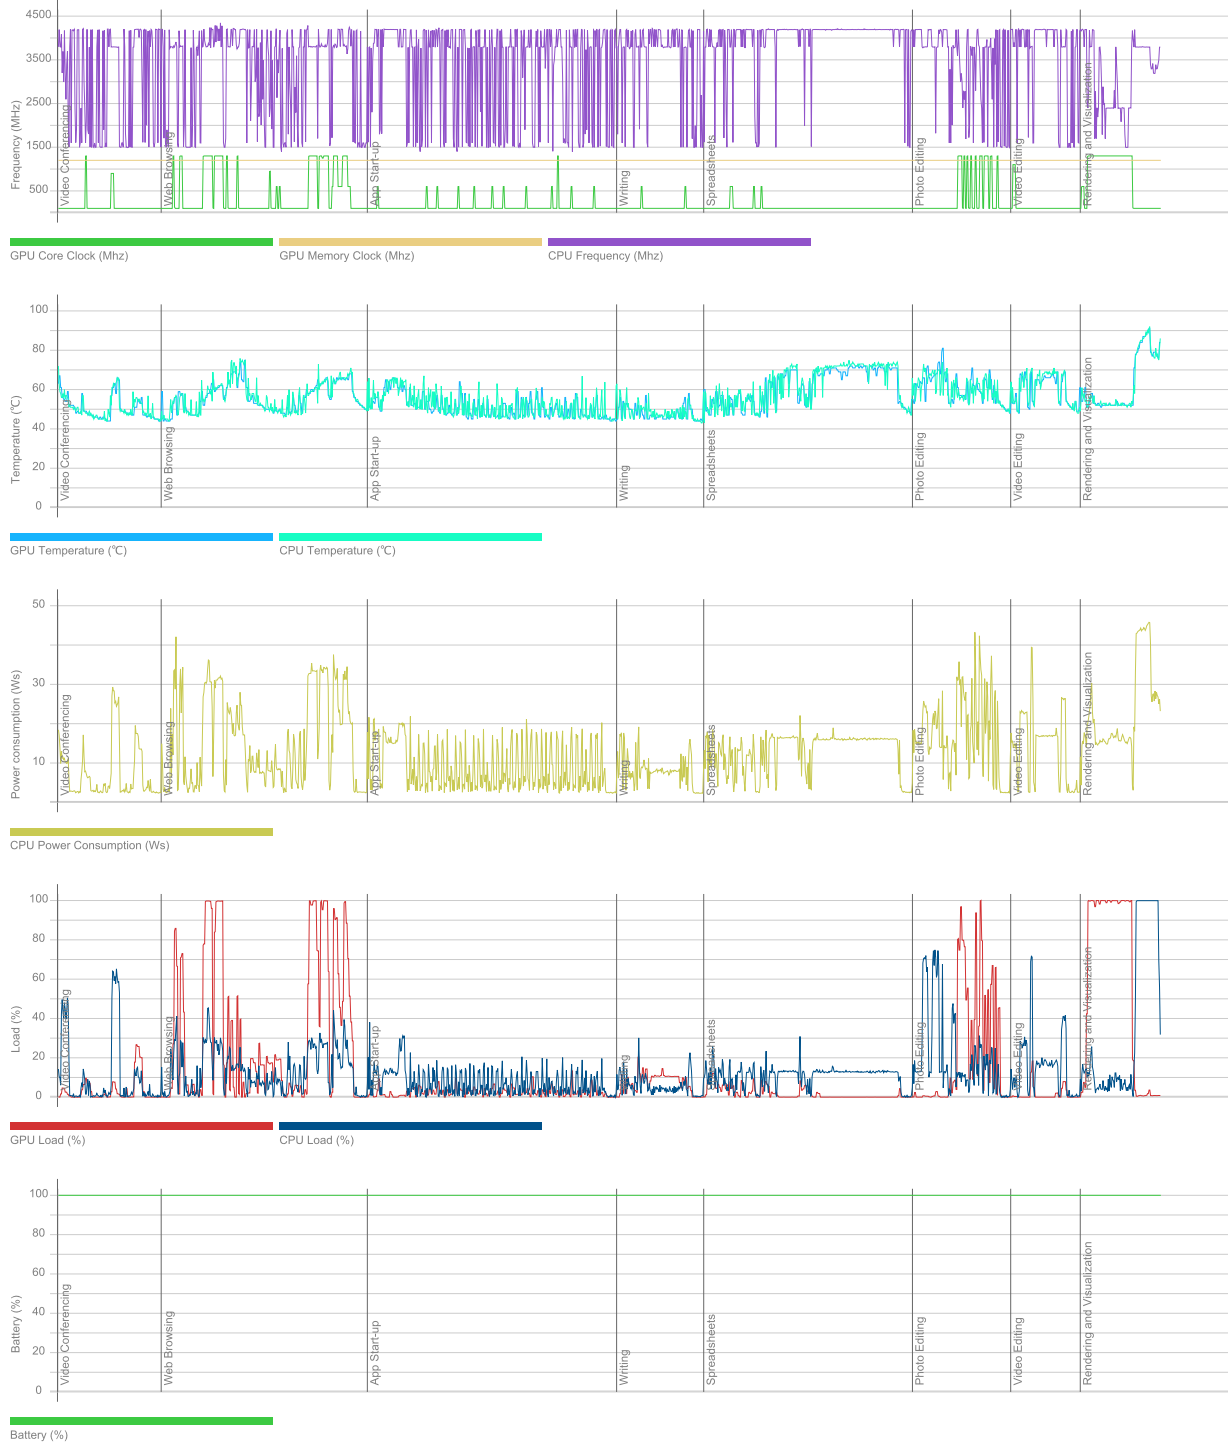 4500
3500
2500
1500
500
Frequency (MHz)
Video Conferencing
Web Browsing
App Start-up
Writing
Spreadsheets
Photo Editing
Video Editing
Rendering and Visualization
GPU Core Clock (Mhz)
GPU Memory Clock (Mhz)
CPU Frequency (Mhz)
100
80
60
40
20
0
Temperature (°C)
Video Conferencing
Web Browsing
App Start-up
Writing
Spreadsheets
Photo Editing
Video Editing
Rendering and Visualization
GPU Temperature (°C)
CPU Temperature (°C)
50
30
10
Power consumption (Ws)
Video Conferencing
Web Browsing
App Start-up
Writing
Spreadsheets
Photo Editing
Video Editing
Rendering and Visualization
CPU Power Consumption (Ws)
100
80
60
40
20
0
Load (%)
Video Conferencing
Web Browsing
App Start-up
Writing
Spreadsheets
Photo Editing
Video Editing
Rendering and Visualization
GPU Load (%)
CPU Load (%)
100
80
60
40
20
0
Battery (%)
Video Conferencing
Web Browsing
App Start-up
Writing
Spreadsheets
Photo Editing
Video Editing
Rendering and Visualization
Battery (%)